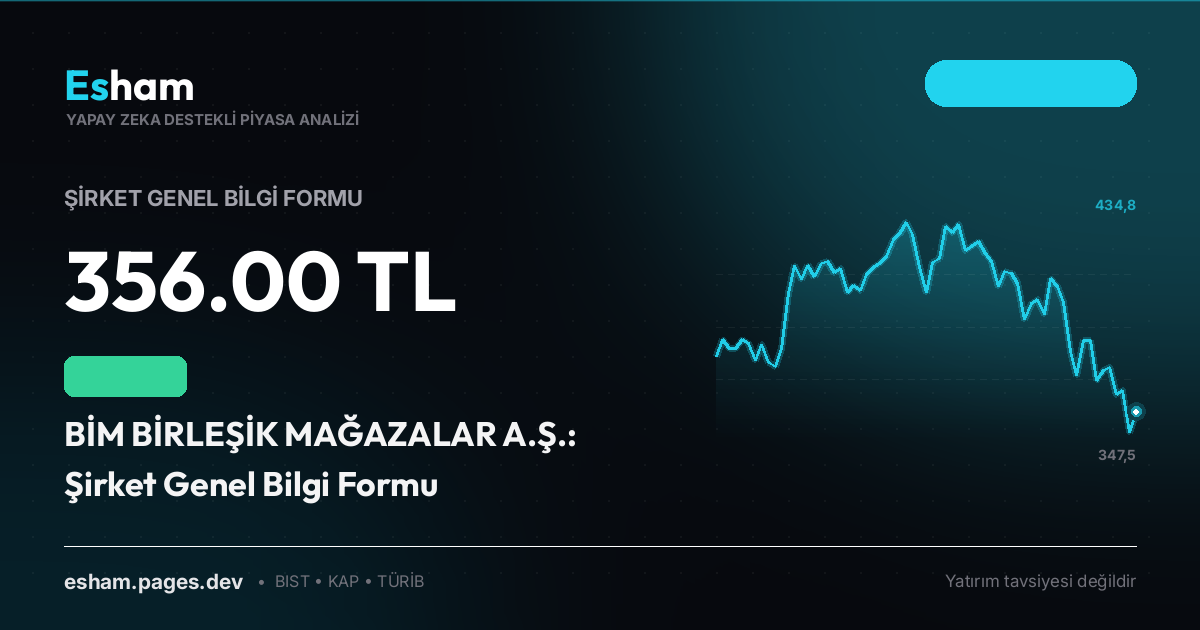 Esham
YAPAY ZEKA DESTEKLİ PİYASA ANALİZİ
ŞİRKET GENEL BİLGİ FORMU
356.00 TL
BİM BİRLEŞİK MAĞAZALAR A.Ş.:
Şirket Genel Bilgi Formu
434,8
347,5
esham.pages.dev • BIST • KAP • TÜRİB
Yatırım tavsiyesi değildir